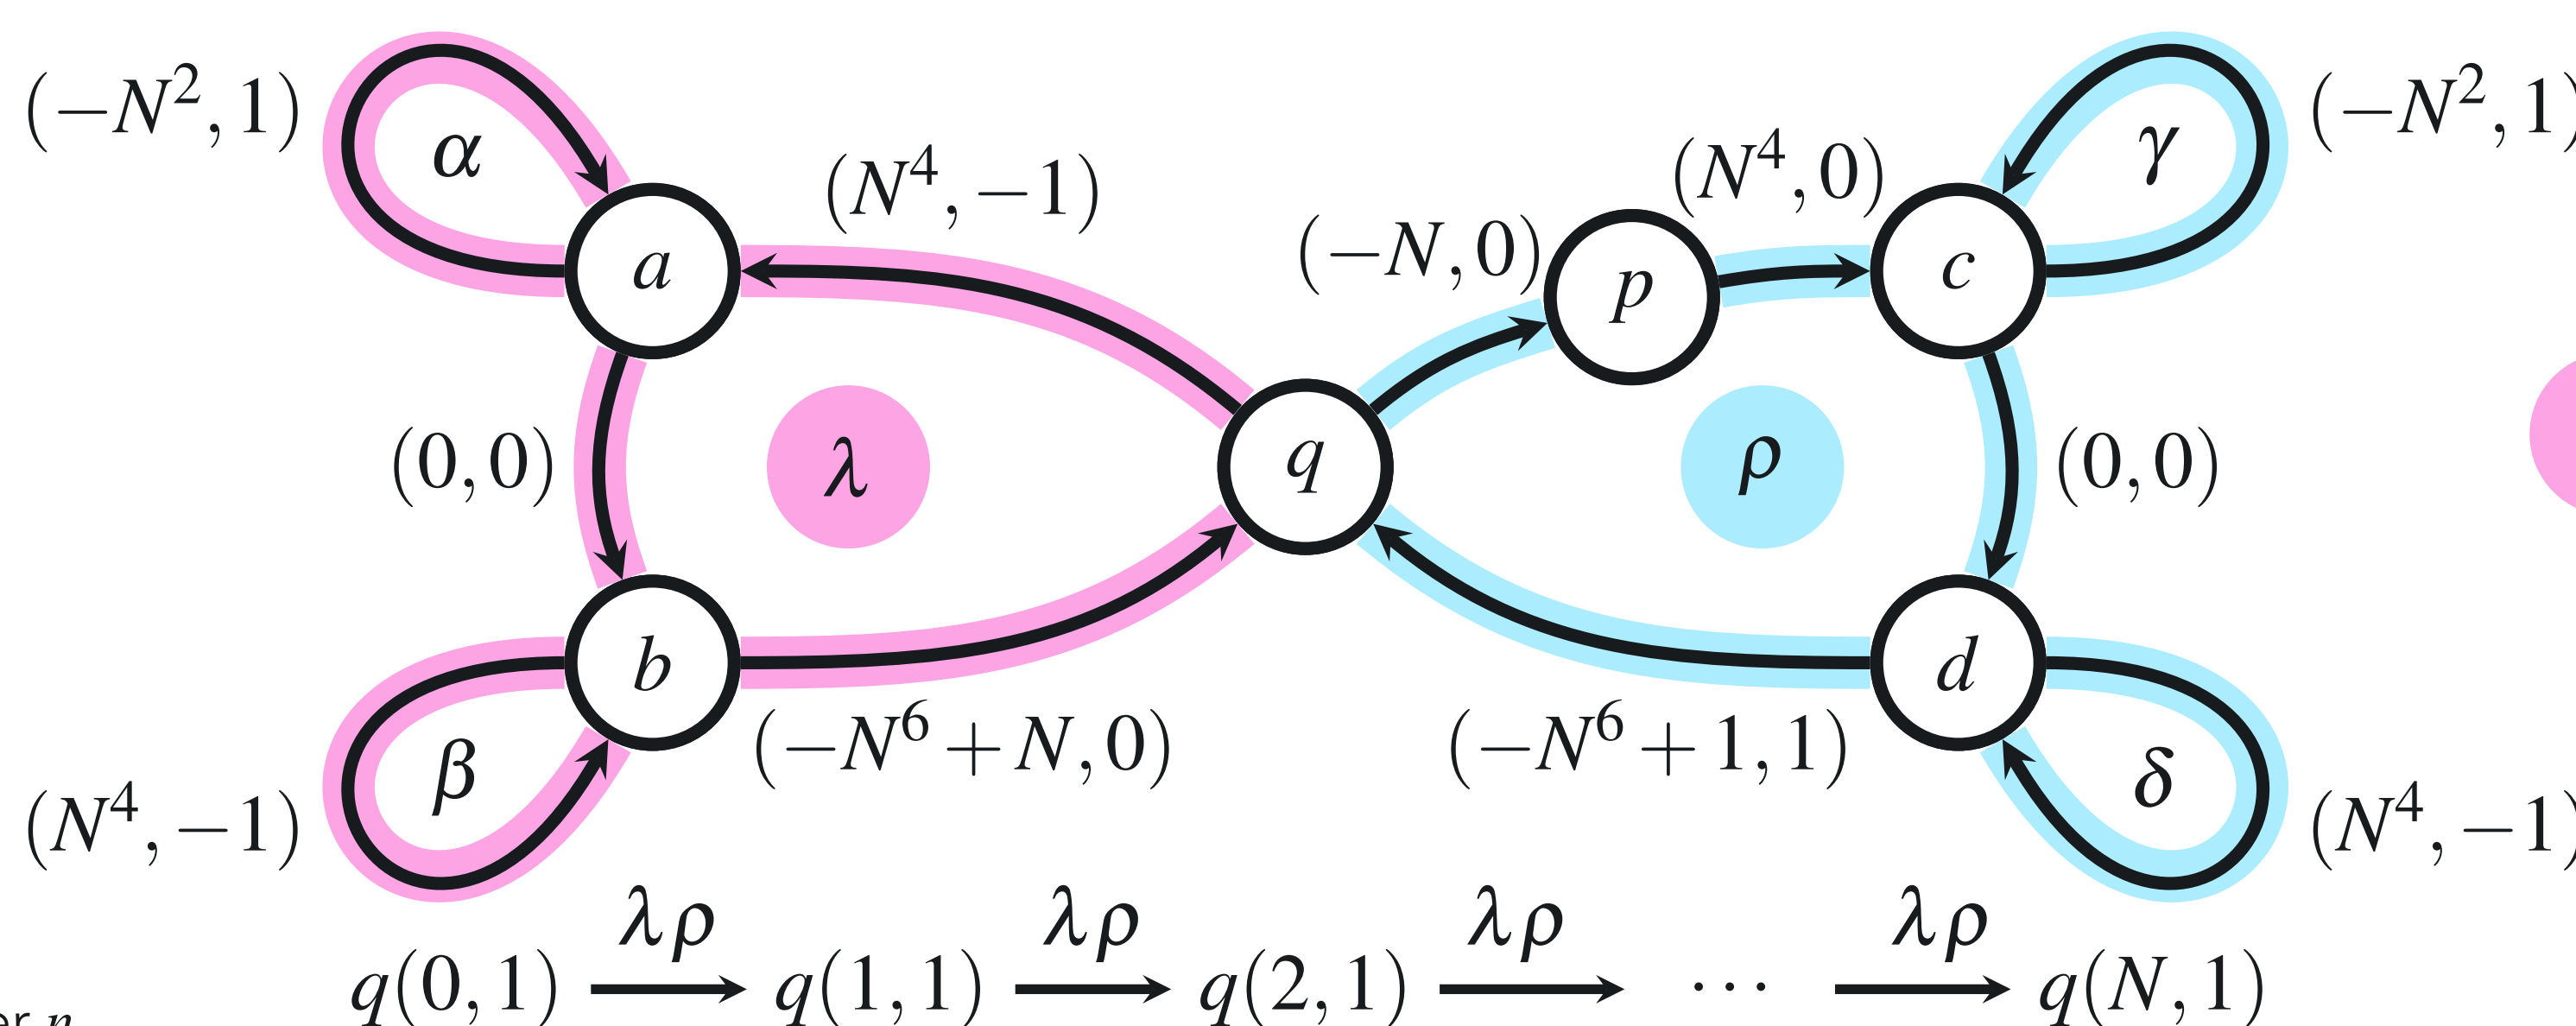 (−N², 1)
α
a
(N⁴, −1)
(−N, 0)
p
(N⁴, 0)
c
γ
(−N², 1)
(0, 0)
λ
q
ρ
(0, 0)
b
β
(N⁴, −1)
(−N⁶ + N, 0)
(−N⁶ + 1, 1)
d
δ
(N⁴, −1)
λρ λρ λρ λρ
q(0, 1) → q(1, 1) → q(2, 1) → ··· → q(N, 1)